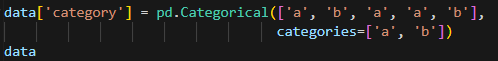 data['category'] = pd.Categorical(['a', 'b', 'a', 'a', 'b'],
categories=['a', 'b'])
data